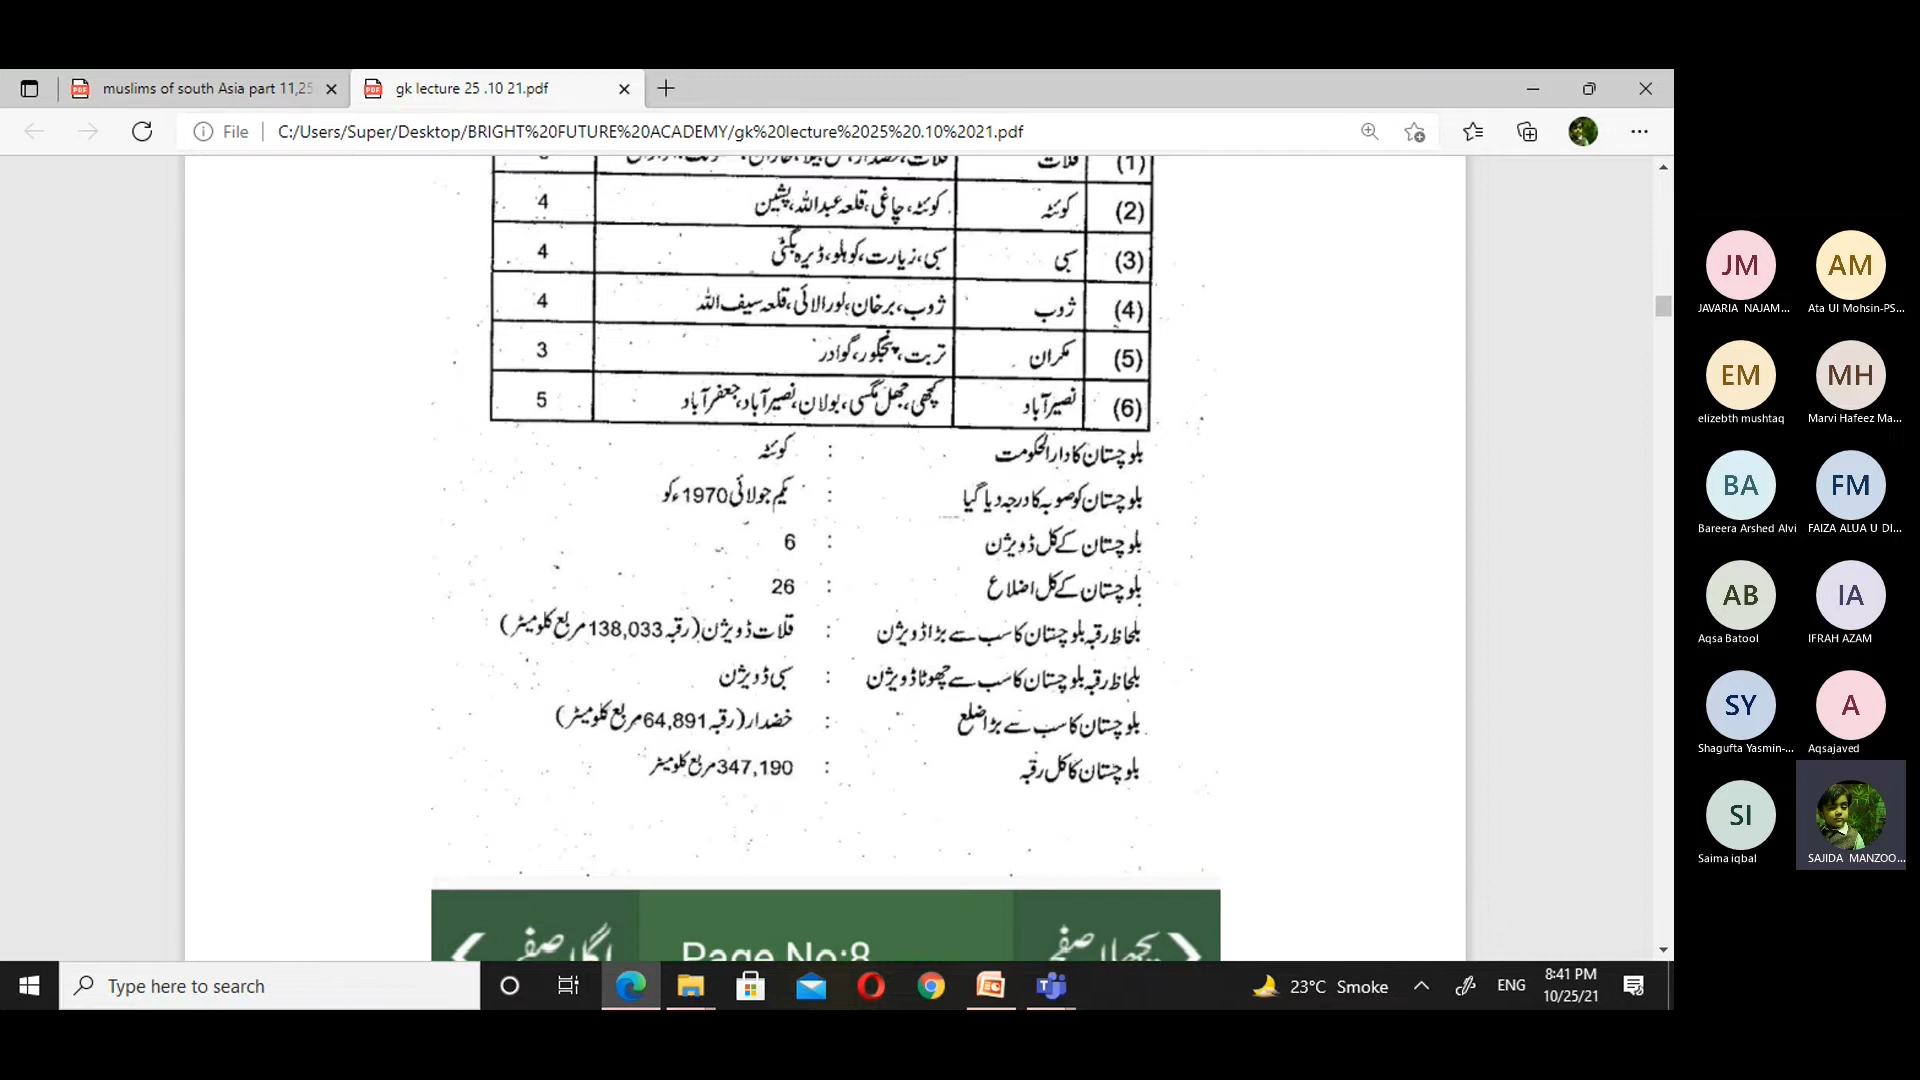 muslims of south Asia part 11,25
gk lecture 25 .10 21.pdf
File
C:/Users/Super/Desktop/BRIGHT%20FUTURE%20ACADEMY/gk%20lecture%2025%20.10%2021.pdf
(1) قلات
(2) کوئٹہ کوئٹہ، چاغی، قلعہ عبداللہ، پشین 4
(3) سبی سبی، زیارت، کوہلو، ڈیرہ بگٹی 4
(4) ژوب ژوب، برخان، لورالائی، قلعہ سیف اللہ 4
(5) مکران تربت، پنجگور، گوادر 3
(6) نصیرآباد کچھی، جھل مگسی، بولان، نصیرآباد، جعفرآباد 5
بلوچستان کا دارالحکومت : کوئٹہ
بلوچستان کو صوبہ کا درجہ دیا گیا : یکم جولائی 1970ء کو
بلوچستان کے کل ڈویژن : 6
بلوچستان کے کل اضلاع : 26
بلحاظ رقبہ بلوچستان کا سب سے بڑا ڈویژن : قلات ڈویژن (رقبہ 138,033 مربع کلومیٹر)
بلحاظ رقبہ بلوچستان کا سب سے چھوٹا ڈویژن : سبی ڈویژن
بلوچستان کا سب سے بڑا ضلع : خضدار (رقبہ 64,891 مربع کلومیٹر)
بلوچستان کا کل رقبہ : 347,190 مربع کلومیٹر
اگلا صفحہ Page No:8 پچھلا صفحہ
JM AM
JAVARIA NAJAM... Ata Ul Mohsin-PS...
EM MH
elizebth mushtaq Marvi Hafeez Ma...
BA FM
Bareera Arshed Alvi FAIZA ALUA U DI...
AB IA
Aqsa Batool IFRAH AZAM
SY A
Shagufta Yasmin-... Aqsajaved
SI
Saima iqbal SAJIDA MANZOO...
Type here to search
23°C Smoke
ENG
8:41 PM
10/25/21